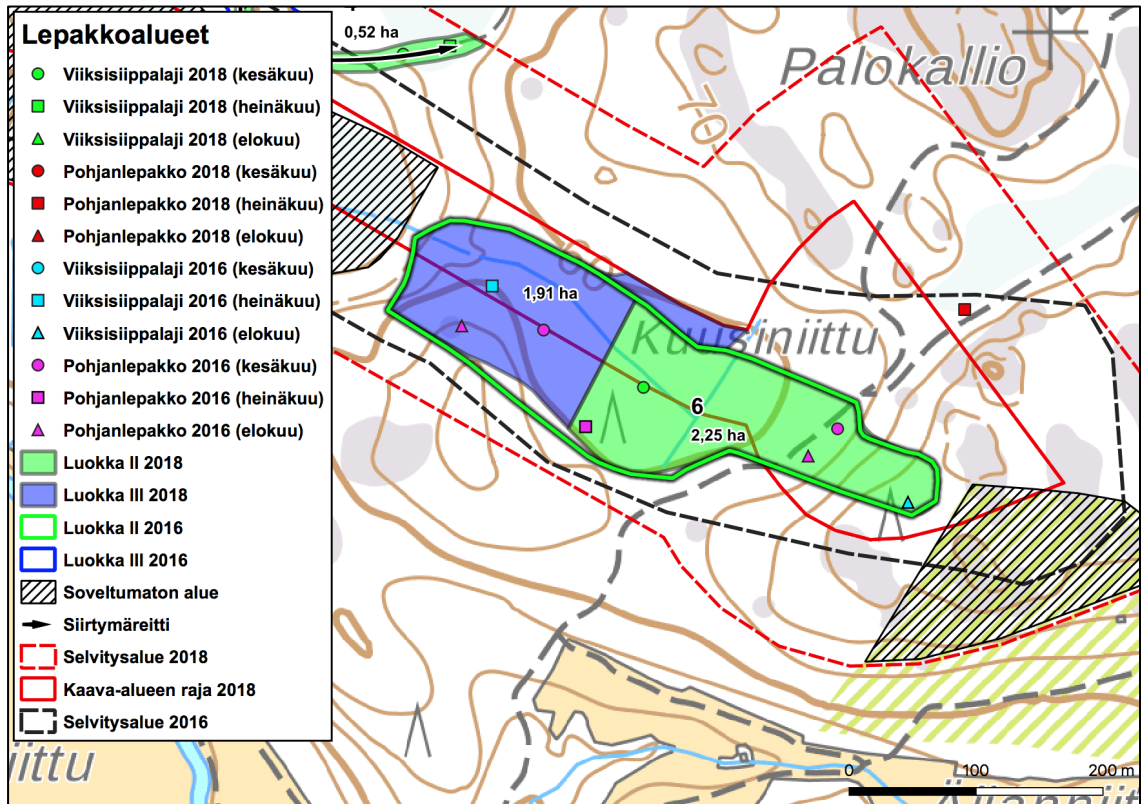 Lepakkoalueet
Viiksisiippalaji 2018 (kesäkuu)
Viiksisiippalaji 2018 (heinäkuu)
Viiksisiippalaji 2018 (elokuu)
Pohjanlepakko 2018 (kesäkuu)
Pohjanlepakko 2018 (heinäkuu)
Pohjanlepakko 2018 (elokuu)
Viiksisiippalaji 2016 (kesäkuu)
Viiksisiippalaji 2016 (heinäkuu)
Viiksisiippalaji 2016 (elokuu)
Pohjanlepakko 2016 (kesäkuu)
Pohjanlepakko 2016 (heinäkuu)
Pohjanlepakko 2016 (elokuu)
Luokka II 2018
Luokka III 2018
Luokka II 2016
Luokka III 2016
Soveltumaton alue
Siirtymäreitti
Selvitysalue 2018
Kaava-alueen raja 2018
Selvitysalue 2016
0,52 ha
Palokallio
70
1,91 ha
Kuusiniittu
6
2,25 ha
iittu
0 100 200 m